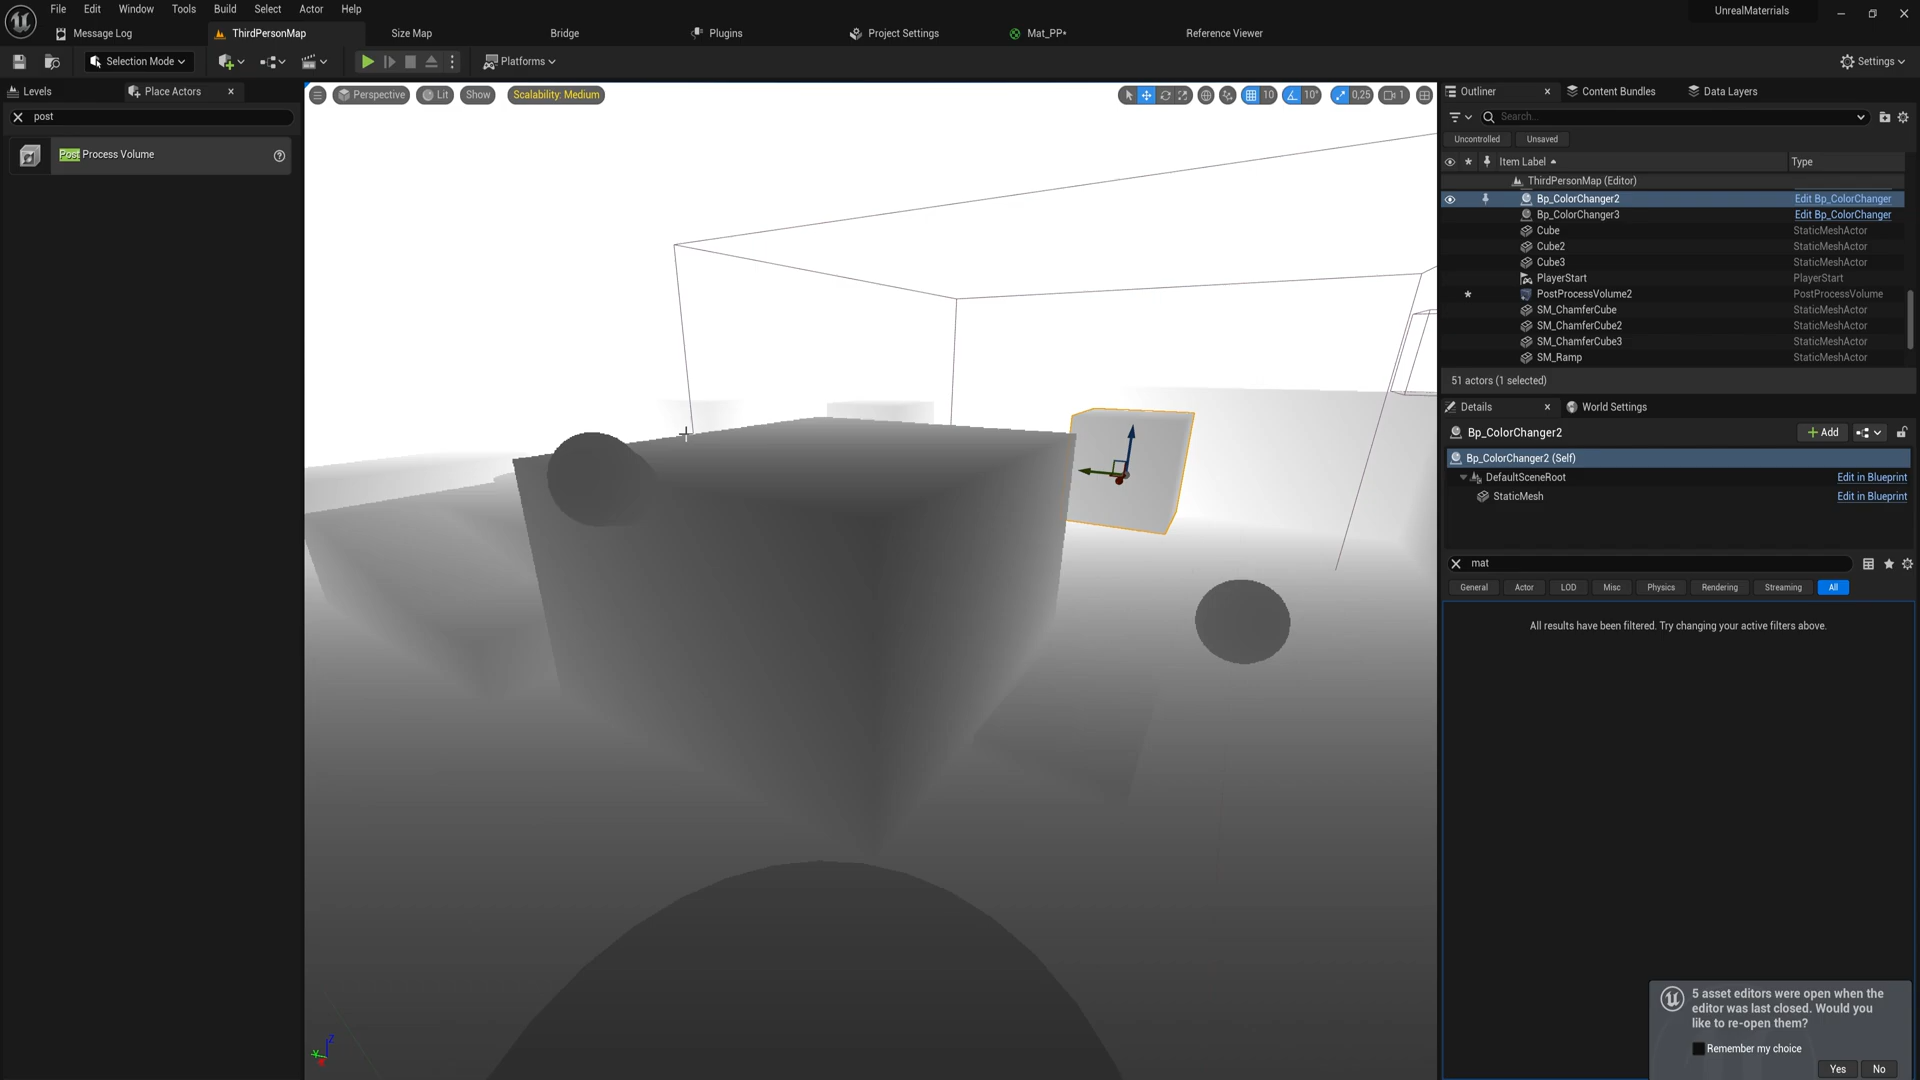 File Edit Window Tools Build Select Actor Help
UnrealMaterials
Message Log ThirdPersonMap Size Map Bridge Plugins Project Settings Mat_PP* Reference Viewer
Selection Mode Platforms Settings
Levels Place Actors
post
Post Process Volume
Perspective Lit Show Scalability: Medium 10 10° 0,25 1
Outliner Content Bundles Data Layers
Search...
Uncontrolled Unsaved
Item Label Type
ThirdPersonMap (Editor)
Bp_ColorChanger2 Edit Bp_ColorChanger
Bp_ColorChanger3 Edit Bp_ColorChanger
Cube StaticMeshActor
Cube2 StaticMeshActor
Cube3 StaticMeshActor
PlayerStart PlayerStart
PostProcessVolume2 PostProcessVolume
SM_ChamferCube StaticMeshActor
SM_ChamferCube2 StaticMeshActor
SM_ChamferCube3 StaticMeshActor
SM_Ramp StaticMeshActor
51 actors (1 selected)
Details World Settings
Bp_ColorChanger2 Add
Bp_ColorChanger2 (Self)
DefaultSceneRoot Edit in Blueprint
StaticMesh Edit in Blueprint
mat
General Actor LOD Misc Physics Rendering Streaming All
All results have been filtered. Try changing your active filters above.
5 asset editors were open when the
editor was last closed. Would you
like to re-open them?
Remember my choice
Yes No
Z
Y